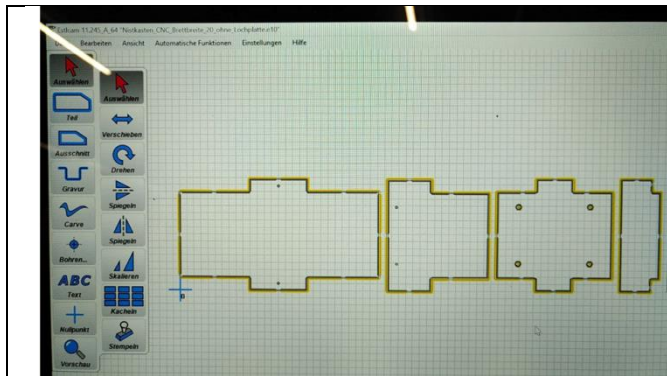 Estlcam 11,245_A_64 "Nistkasten_CNC_Brettbreite_20_ohne_Lochplatte.e10"
Bearbeiten Ansicht Automatische Funktionen Einstellungen Hilfe
Auswählen
Teil
Ausschnitt
Gravur
Carve
Bohren...
ABC
Text
Nullpunkt
Vorschau
Auswählen
Verschieben
Drehen
Spiegeln
Spiegeln
Skalieren
Kacheln
Stempeln
0